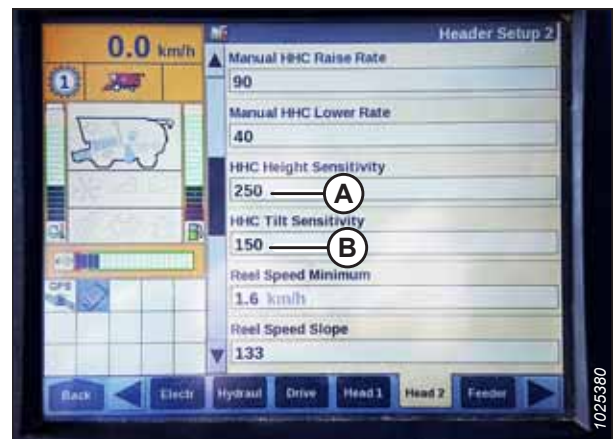 0.0 km/h
Header Setup 2
1
Manual HHC Raise Rate
90
Manual HHC Lower Rate
40
HHC Height Sensitivity
250
A
HHC Tilt Sensitivity
150
B
Reel Speed Minimum
1.6 km/h
Reel Speed Slope
133
GPS
Back
Electr
Hydraul
Drive
Head 1
Head 2
Feeder
1025380